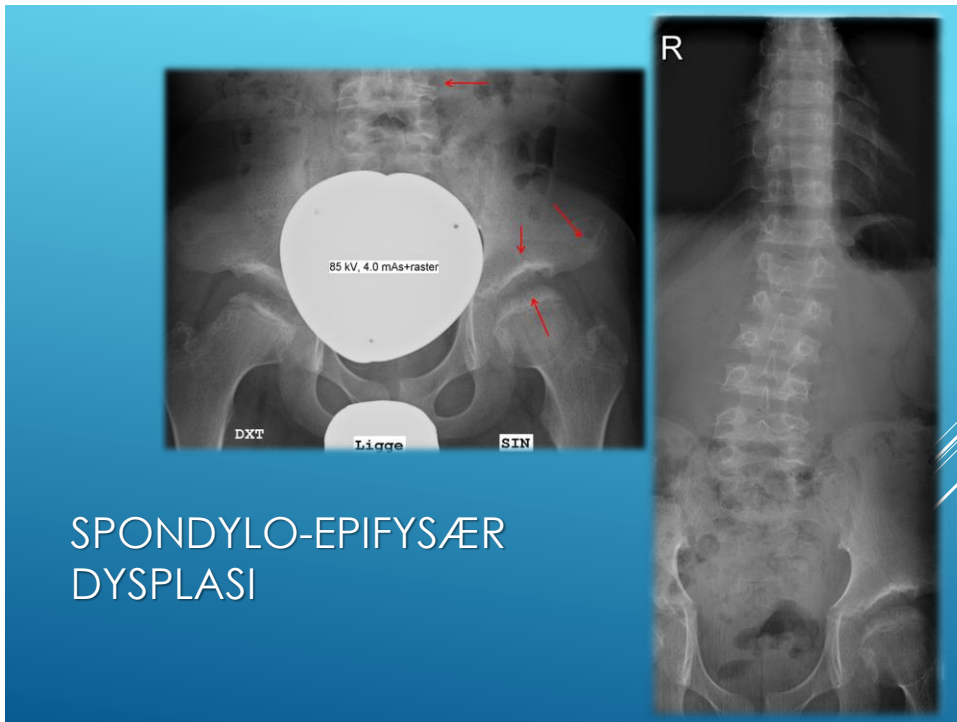 R
85 kV, 4.0 mAs+raster
DXT
Ligge
SIN
SPONDYLO-EPIFYSÆR
DYSPLASI